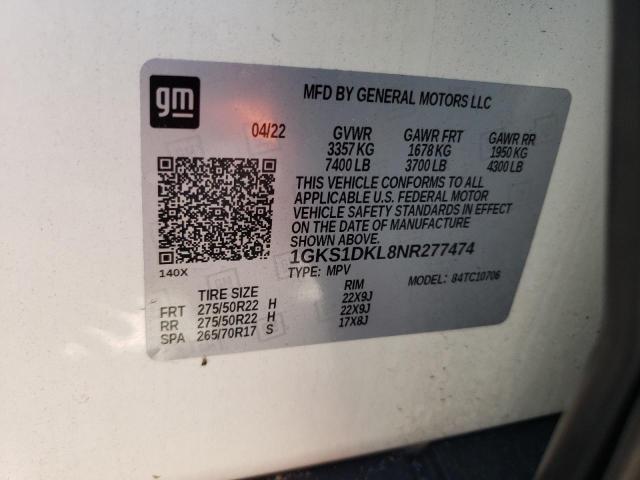 gm
MFD BY GENERAL MOTORS LLC
04/22 GVWR GAWR FRT GAWR RR
3357 KG 1678 KG 1950 KG
7400 LB 3700 LB 4300 LB
THIS VEHICLE CONFORMS TO ALL
APPLICABLE U.S. FEDERAL MOTOR
VEHICLE SAFETY STANDARDS IN EFFECT
ON THE DATE OF MANUFACTURE
SHOWN ABOVE.
1GKS1DKL8NR277474
140X
TYPE: MPV MODEL: 84TC10706
TIRE SIZE RIM
FRT 275/50R22 H 22X9J
RR 275/50R22 H 22X9J
SPA 265/70R17 S 17X8J